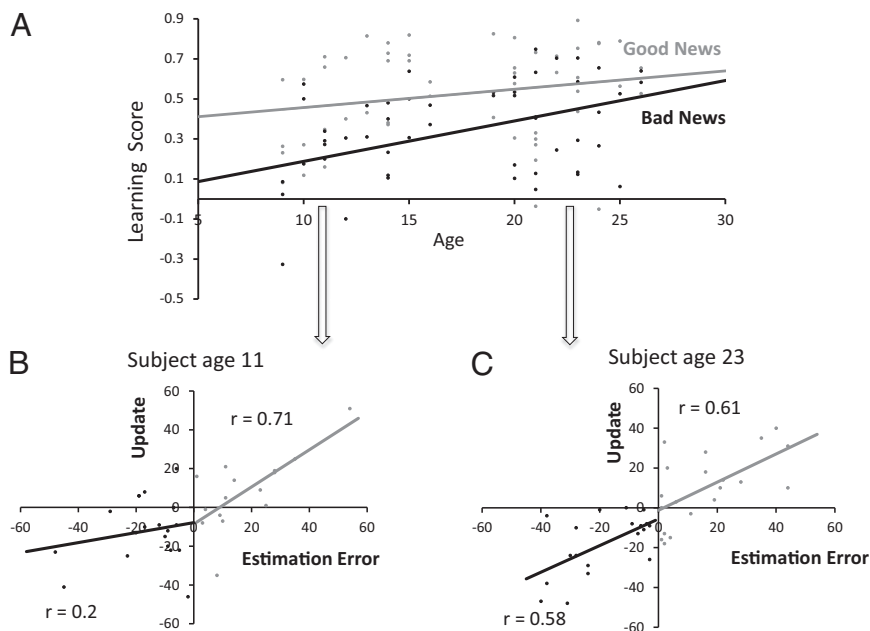 A
Learning Score
0.9
0.7
0.5
0.3
0.1
-0.1
-0.3
-0.5
5
10
15
20
25
30
Age
Good News
Bad News
B
Subject age 11
Update
60
40
20
0
-20
-40
-60
-60 -40 -20 0 20 40 60
r = 0.71
Estimation Error
r = 0.2
C
Subject age 23
Update
60
40
20
0
-20
-40
-60
-60 -40 -20 0 20 40 60
r = 0.61
Estimation Error
r = 0.58